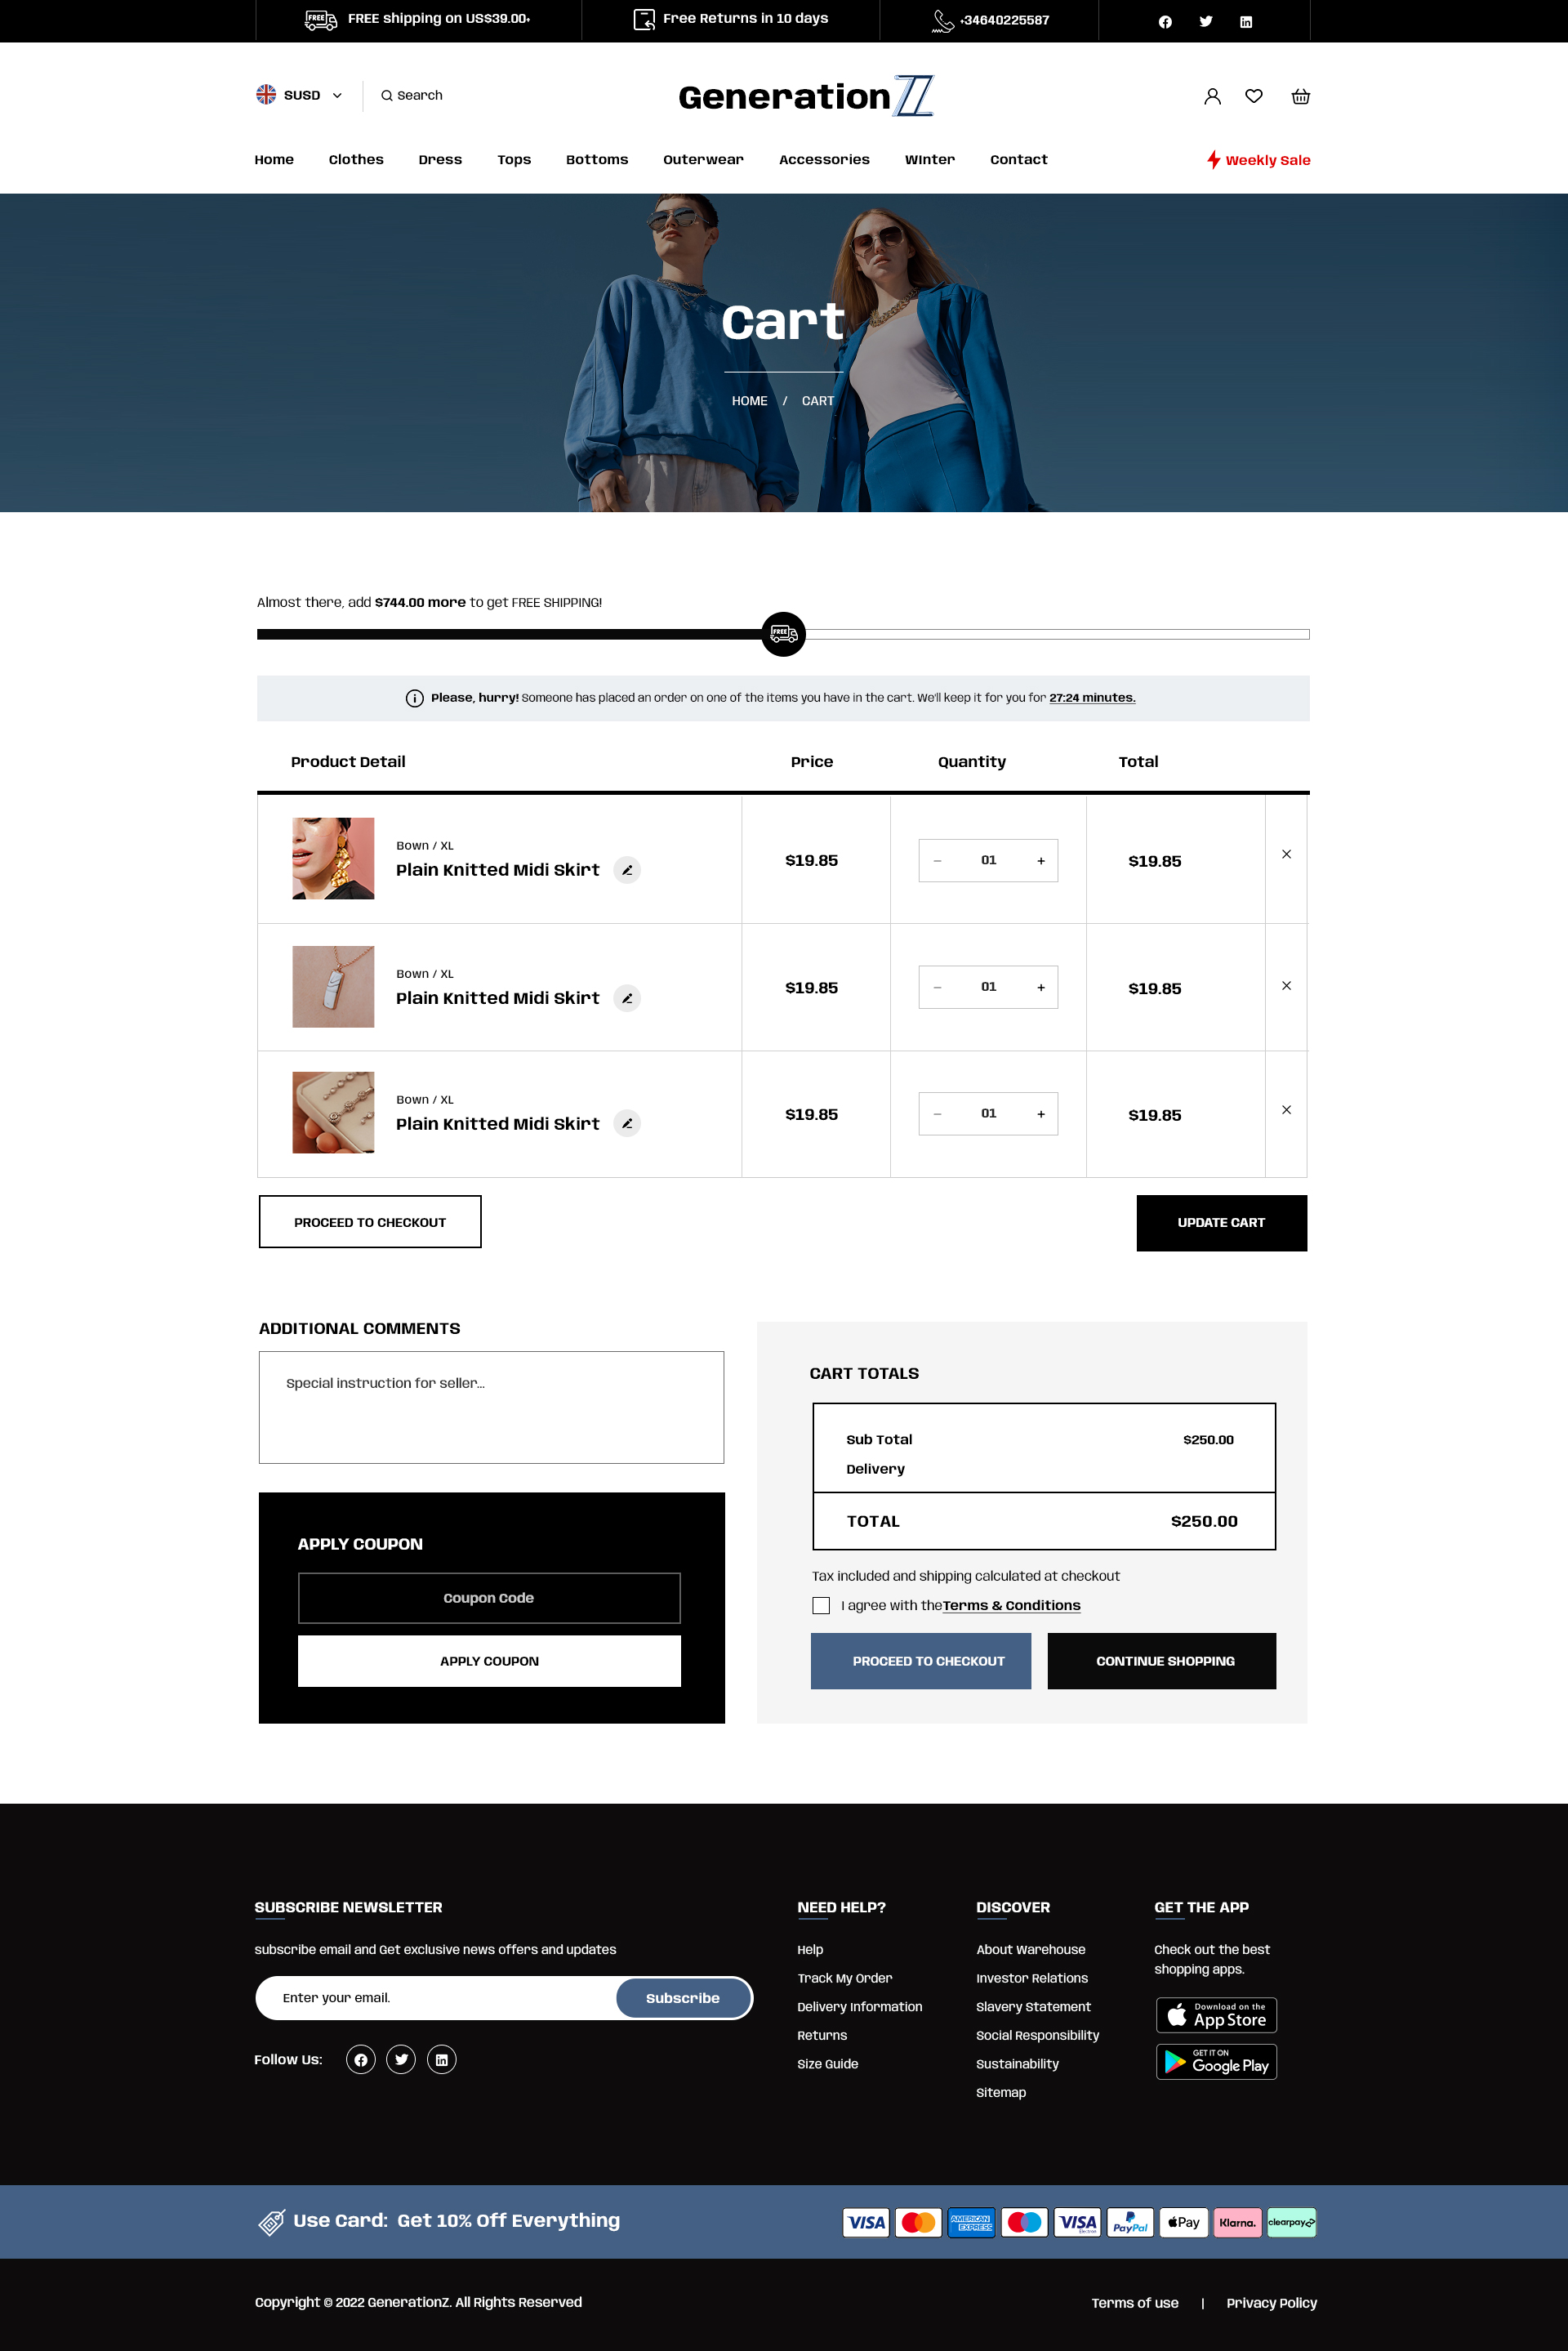 FREE
FREE shipping on US$39.00+
Free Returns in 10 days
+34640225587
SUSD
Search
GenerationZ
Home
Clothes
Dress
Tops
Bottoms
Outerwear
Accessories
Winter
Contact
Weekly Sale
Cart
HOME / CART
Almost there, add $744.00 more to get FREE SHIPPING!
FREE
Please, hurry! Someone has placed an order on one of the items you have in the cart. We'll keep it for you for 27:24 minutes.
Product Detail
Price
Quantity
Total
Bown / XL
Plain Knitted Midi Skirt
$19.85
− 01 +
$19.85
Bown / XL
Plain Knitted Midi Skirt
$19.85
− 01 +
$19.85
Bown / XL
Plain Knitted Midi Skirt
$19.85
− 01 +
$19.85
PROCEED TO CHECKOUT
UPDATE CART
ADDITIONAL COMMENTS
Special instruction for seller...
APPLY COUPON
Coupon Code
APPLY COUPON
CART TOTALS
Sub Total $250.00
Delivery
TOTAL $250.00
Tax included and shipping calculated at checkout
I agree with the Terms & Conditions
PROCEED TO CHECKOUT
CONTINUE SHOPPING
SUBSCRIBE NEWSLETTER
subscribe email and Get exclusive news offers and updates
Enter your email.
Subscribe
Follow Us:
NEED HELP?
Help
Track My Order
Delivery Information
Returns
Size Guide
DISCOVER
About Warehouse
Investor Relations
Slavery Statement
Social Responsibility
Sustainability
Sitemap
GET THE APP
Check out the best
shopping apps.
Download on the
App Store
GET IT ON
Google Play
Use Card: Get 10% Off Everything
VISA
AMERICAN
EXPRESS
VISA
Electron
PayPal
Pay
Klarna.
clearpay
Copyright © 2022 GenerationZ. All Rights Reserved
Terms of use | Privacy Policy